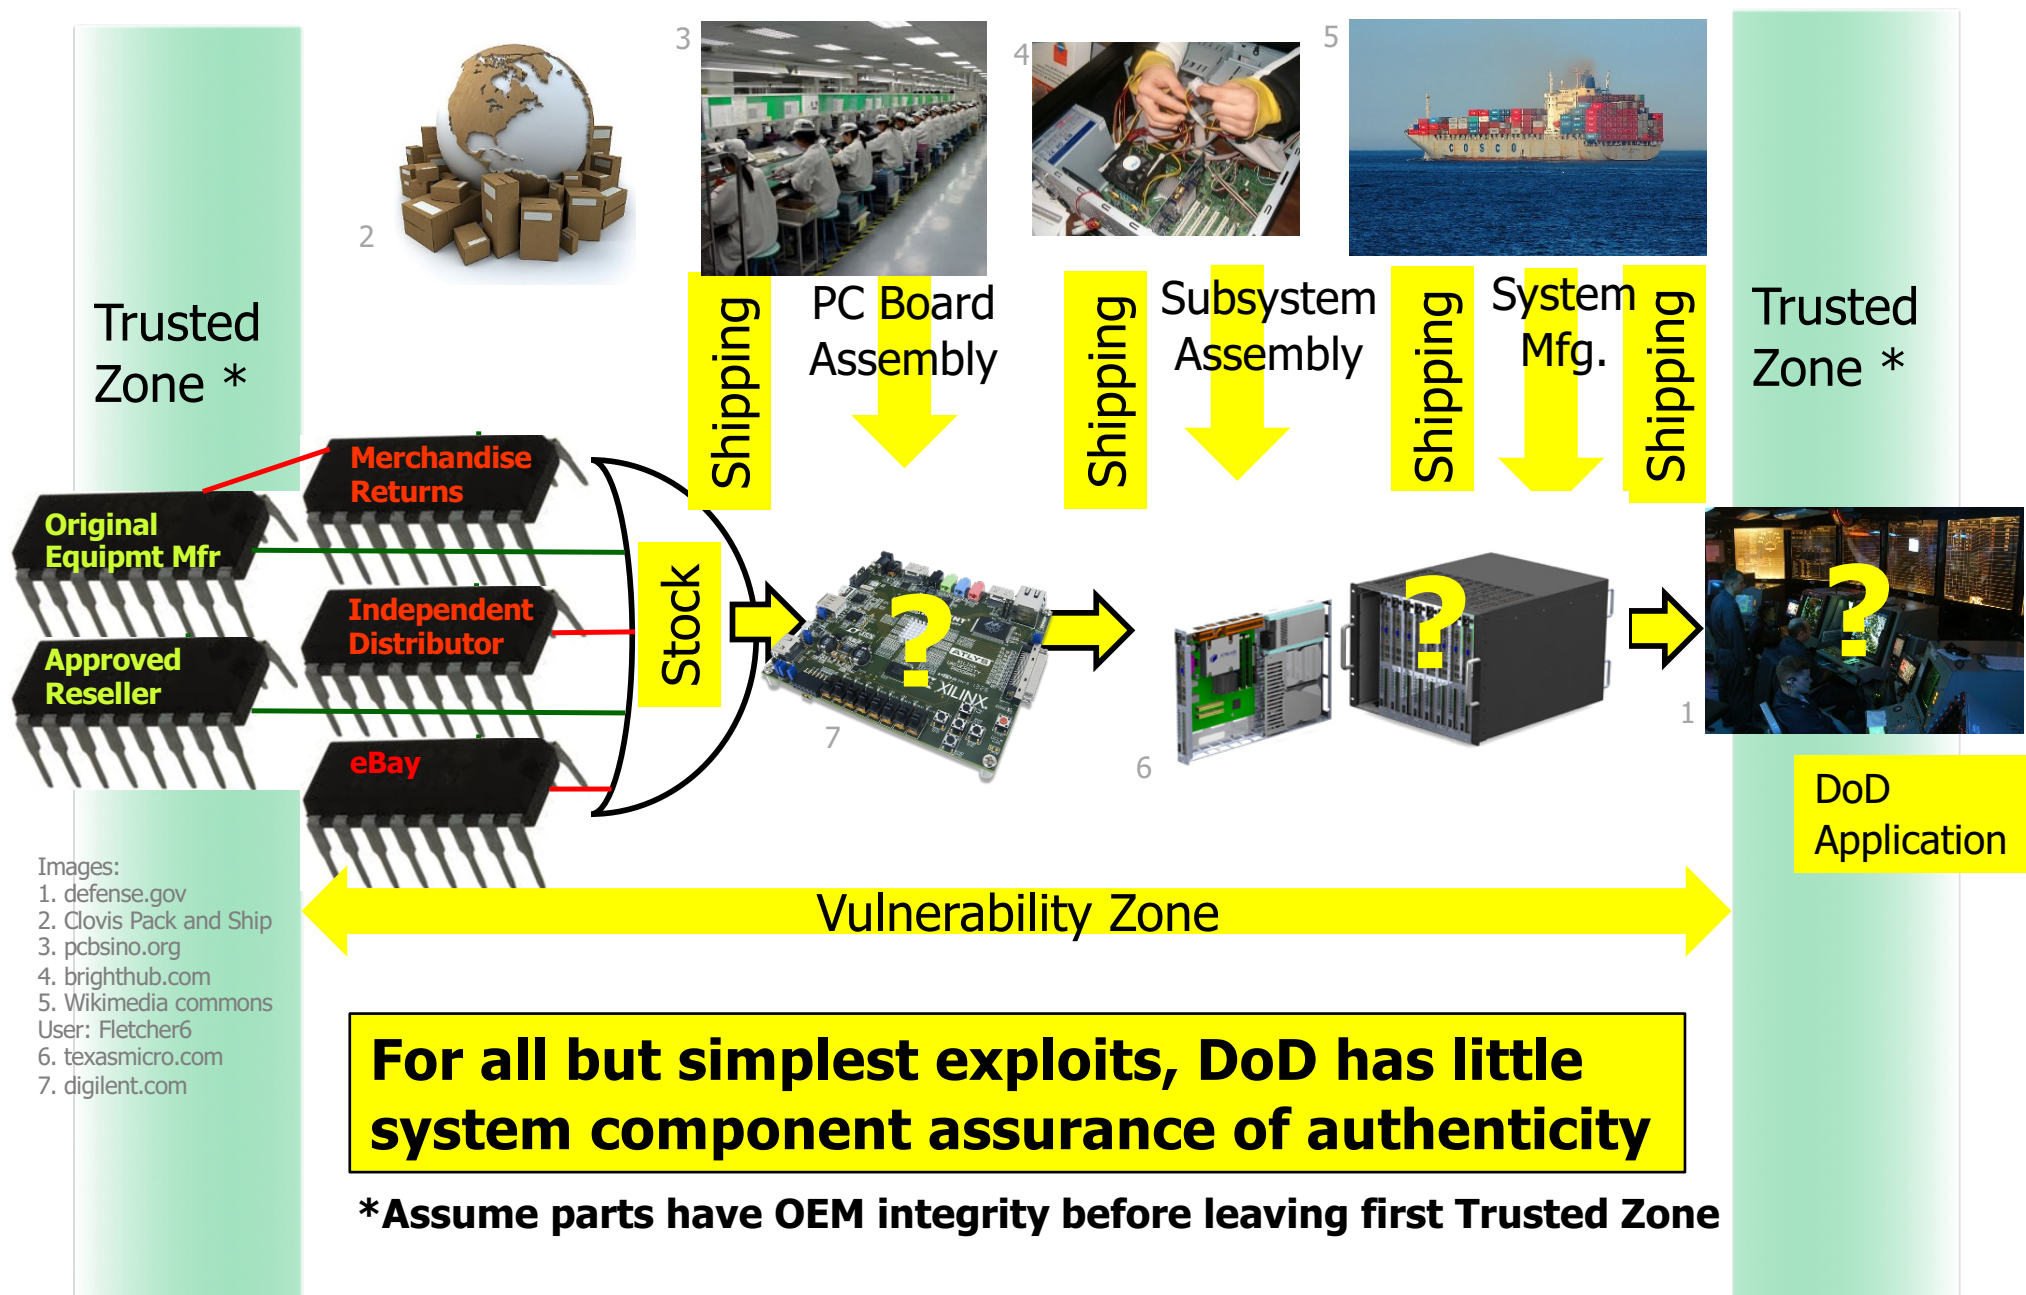 2
3
4
5
Trusted
Zone *
Shipping
PC Board
Assembly
Shipping
Subsystem
Assembly
Shipping
System
Mfg.
Shipping
Trusted
Zone *
COSCO
Merchandise
Returns
Original
Equipmt Mfr
Independent
Distributor
Approved
Reseller
eBay
Stock
?
ATLYS
XILINX
7
?
6
?
1
DoD
Application
Vulnerability Zone
Images:
1. defense.gov
2. Clovis Pack and Ship
3. pcbsino.org
4. brighthub.com
5. Wikimedia commons
User: Fletcher6
6. texasmicro.com
7. digilent.com
For all but simplest exploits, DoD has little
system component assurance of authenticity
*Assume parts have OEM integrity before leaving first Trusted Zone